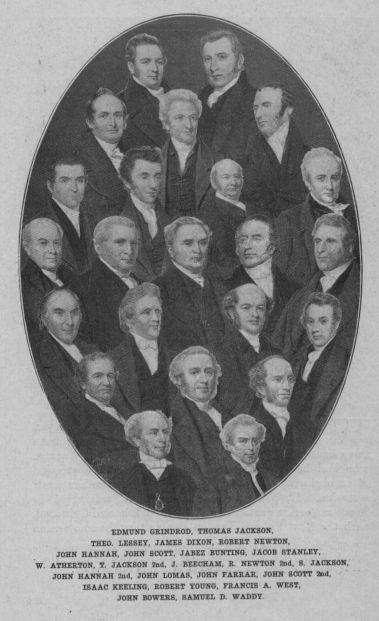 EDMUND GRINDROD, THOMAS JACKSON,
THEO. LESSEY, JAMES DIXON, ROBERT NEWTON,
JOHN HANNAH, JOHN SCOTT, JABEZ BUNTING, JACOB STANLEY,
W. ATHERTON, T. JACKSON 2nd, J. BEECHAM, R. NEWTON 2nd, S. JACKSON,
JOHN HANNAH 2nd, JOHN LOMAS, JOHN FARRAR, JOHN SCOTT 2nd,
ISAAC KEELING, ROBERT YOUNG, FRANCIS A. WEST,
JOHN BOWERS, SAMUEL D. WADDY.